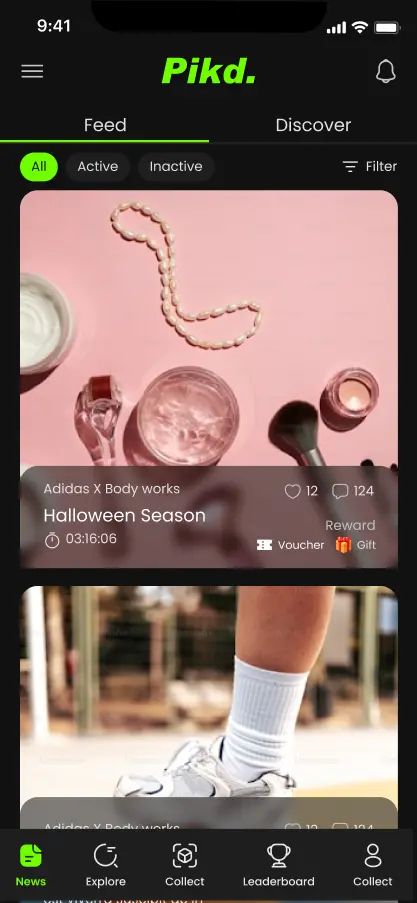 9:41
Pikd.
Feed Discover
All Active Inactive Filter
Adidas X Body works
12 124
Halloween Season
Reward
03:16:06
Voucher Gift
Adidas X Body works
12 124
News Explore Collect Leaderboard Collect